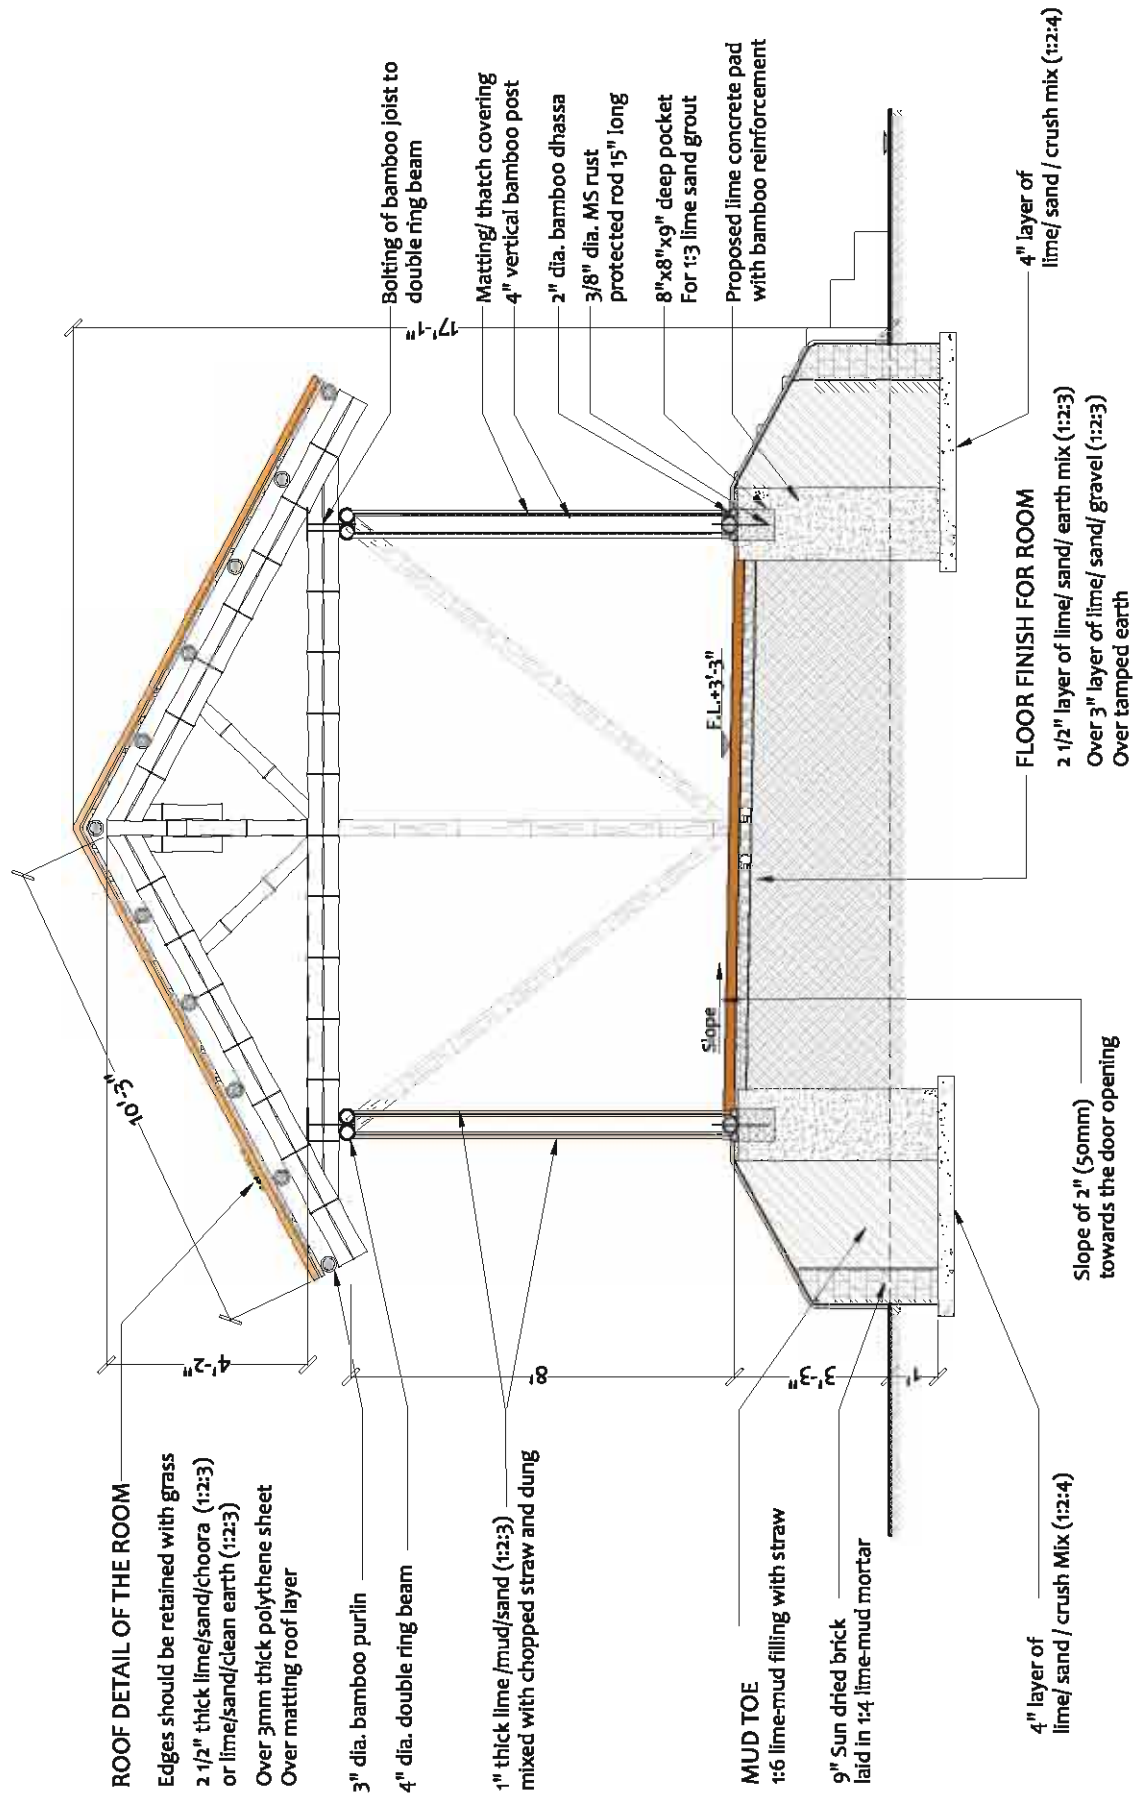 ROOF DETAIL OF THE ROOM
Edges should be retained with grass
2 1/2" thick lime/sand/choora (1:2:3)
or lime/sand/clean earth (1:2:3)
Over 3mm thick polythene sheet
Over matting roof layer
3" dia. bamboo purlin
4" dia. double ring beam
1" thick lime /mud/sand (1:2:3)
mixed with chopped straw and dung
MUD TOE
1:6 lime-mud filling with straw
9" Sun dried brick
laid in 1:4 lime-mud mortar
4" layer of
lime/ sand / crush Mix (1:2:4)
10'-3"
4'-2"
8'
3'-3"
1'
17'-1"
Slope
F.L.+3'-3"
Bolting of bamboo joist to
double ring beam
Matting/ thatch covering
4" vertical bamboo post
2" dia. bamboo dhassa
3/8" dia. MS rust
protected rod 15" long
8"x8"x9" deep pocket
For 1:3 lime sand grout
Proposed lime concrete pad
with bamboo reinforcement
4" layer of
lime/ sand / crush mix (1:2:4)
FLOOR FINISH FOR ROOM
2 1/2" layer of lime/ sand/ earth mix (1:2:3)
Over 3" layer of lime/ sand/ gravel (1:2:3)
Over tamped earth
Slope of 2" (50mm)
towards the door opening